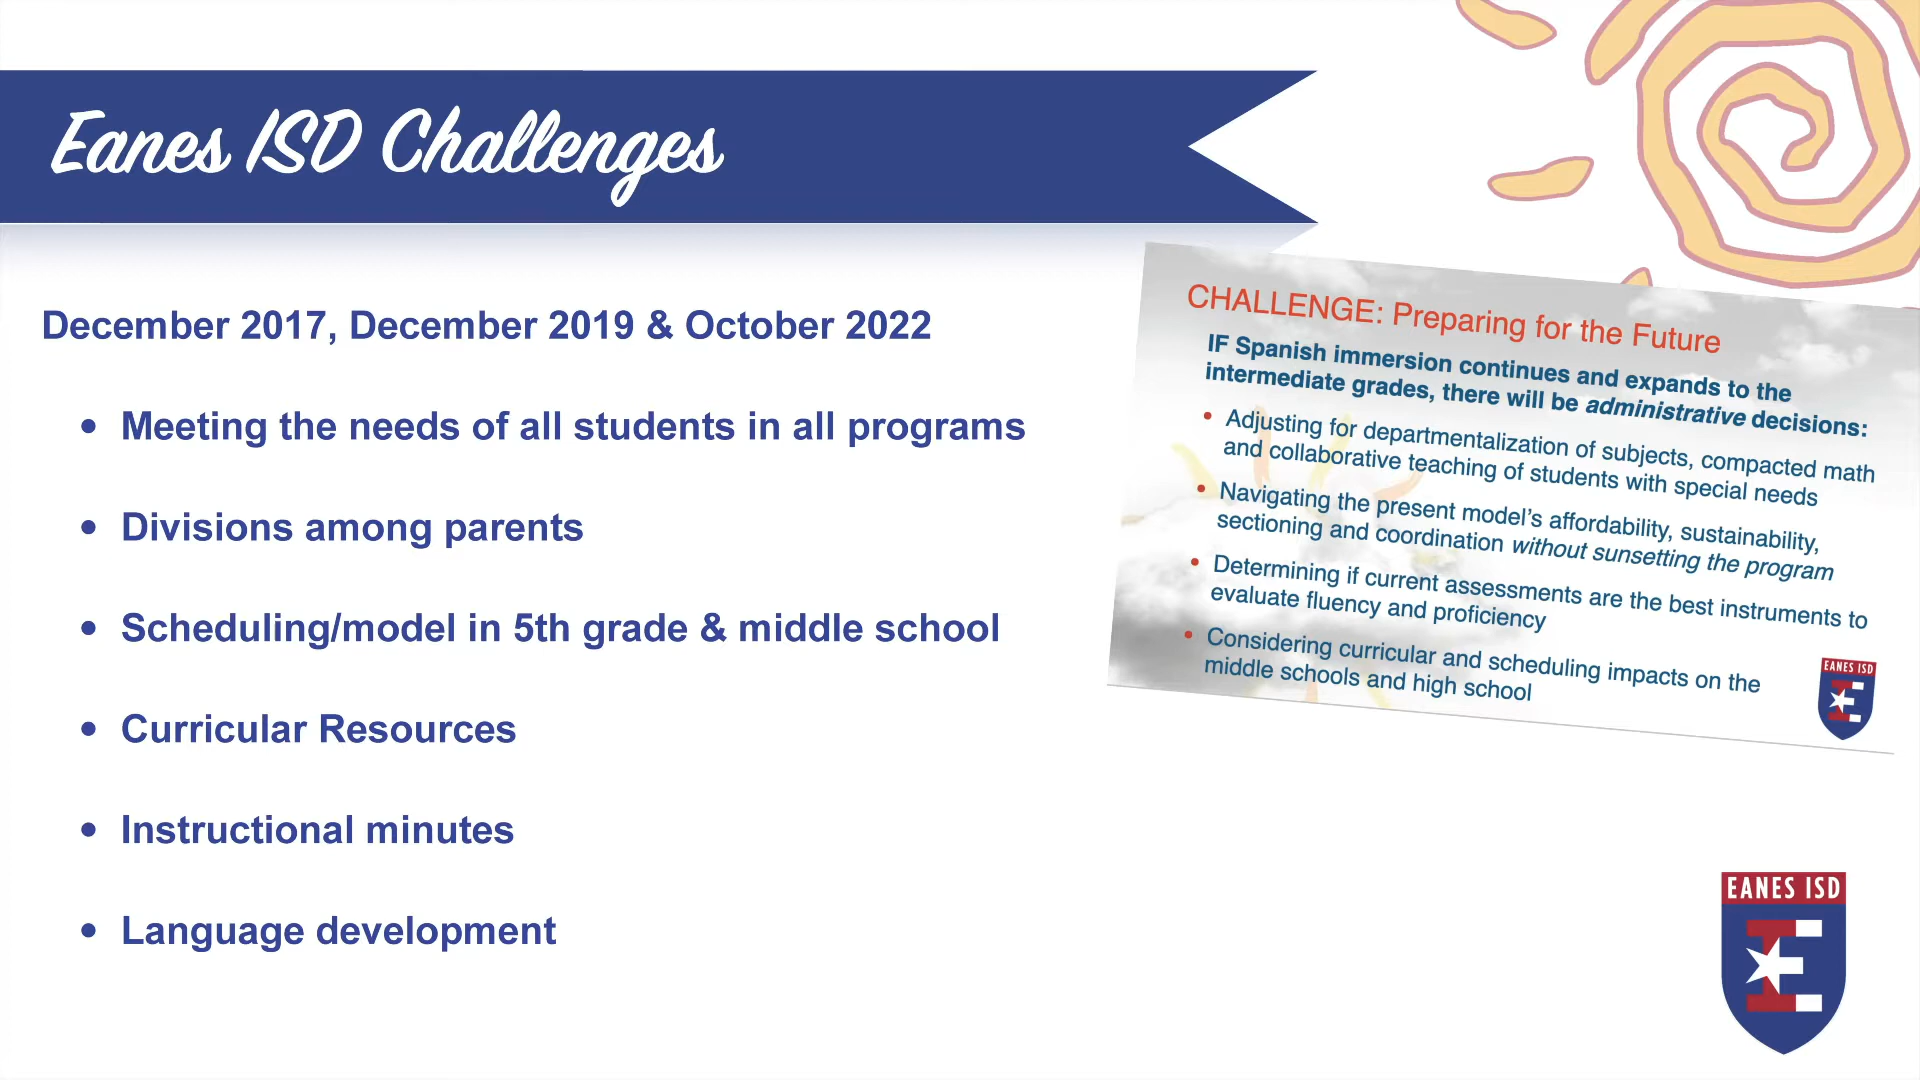 Eanes ISD Challenges
December 2017, December 2019 & October 2022
• Meeting the needs of all students in all programs
• Divisions among parents
• Scheduling/model in 5th grade & middle school
• Curricular Resources
• Instructional minutes
• Language development
CHALLENGE: Preparing for the Future
IF Spanish immersion continues and expands to the
intermediate grades, there will be administrative decisions:
• Adjusting for departmentalization of subjects, compacted math
and collaborative teaching of students with special needs
• Navigating the present model's affordability, sustainability,
sectioning and coordination without sunsetting the program
• Determining if current assessments are the best instruments to
evaluate fluency and proficiency
• Considering curricular and scheduling impacts on the
middle schools and high school
EANES ISD
E
EANES ISD
E